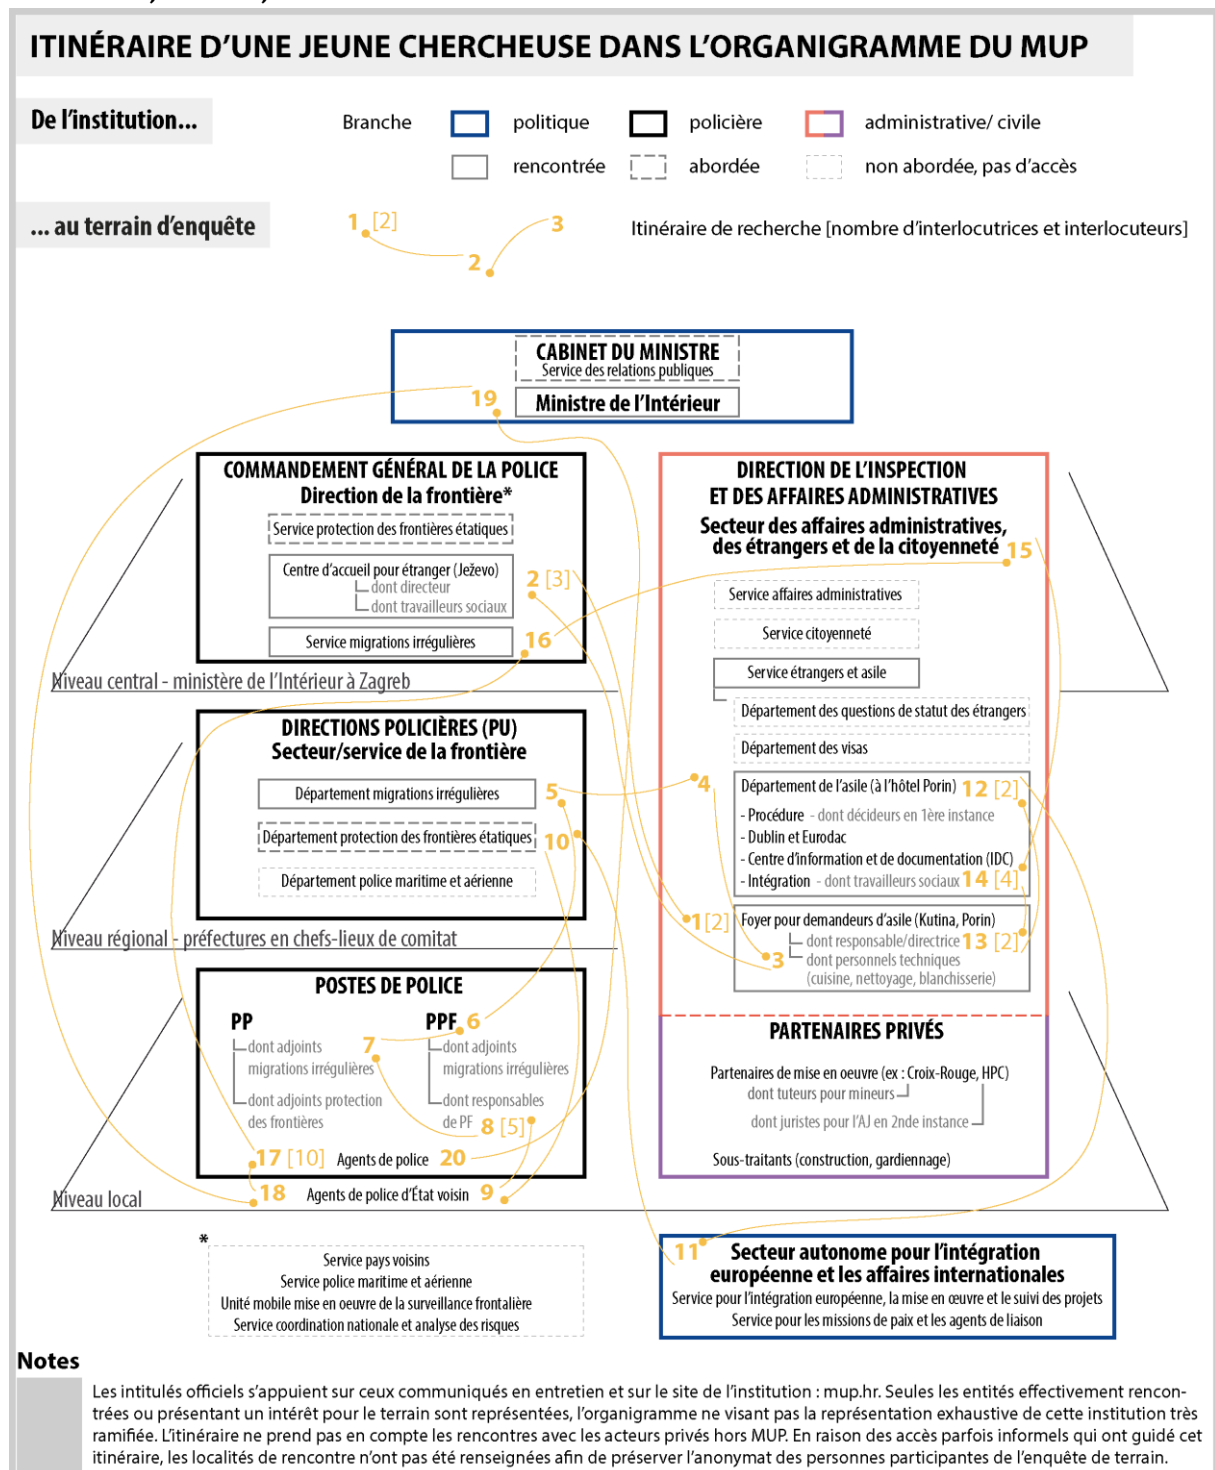 ITINÉRAIRE D'UNE JEUNE CHERCHEUSE DANS L'ORGANIGRAMME DU MUP
De l'institution...
Branche
politique
policière
administrative/ civile
rencontrée
abordée
non abordée, pas d'accès
... au terrain d'enquête
1 [2]
2
3
Itinéraire de recherche [nombre d'interlocutrices et interlocuteurs]
CABINET DU MINISTRE
Service des relations publiques
19
Ministre de l'Intérieur
COMMANDEMENT GÉNÉRAL DE LA POLICE
Direction de la frontière*
Service protection des frontières étatiques
Centre d'accueil pour étranger (Ježevo)
dont directeur
dont travailleurs sociaux
2 [3]
Service migrations irrégulières
16
Niveau central - ministère de l'Intérieur à Zagreb
DIRECTION DE L'INSPECTION
ET DES AFFAIRES ADMINISTRATIVES
Secteur des affaires administratives,
des étrangers et de la citoyenneté 15
Service affaires administratives
Service citoyenneté
Service étrangers et asile
Département des questions de statut des étrangers
Département des visas
DIRECTIONS POLICIÈRES (PU)
Secteur/service de la frontière
Département migrations irrégulières
5
4
Département protection des frontières étatiques
10
Département police maritime et aérienne
Niveau régional - préfectures en chefs-lieux de comitat
Département de l'asile (à l'hôtel Porin) 12 [2]
- Procédure - dont décideurs en 1ère instance
- Dublin et Eurodac
- Centre d'information et de documentation (IDC)
- Intégration - dont travailleurs sociaux 14 [4]
1 [2]
Foyer pour demandeurs d'asile (Kutina, Porin)
dont responsable/directrice 13 [2]
3
dont personnels techniques
(cuisine, nettoyage, blanchisserie)
POSTES DE POLICE
PP
dont adjoints
migrations irrégulières
dont adjoints protection
des frontières
7
PPF 6
dont adjoints
migrations irrégulières
dont responsables
de PF 8 [5]
17 [10] Agents de police 20
18 Agents de police d'État voisin 9
Niveau local
PARTENAIRES PRIVÉS
Partenaires de mise en oeuvre (ex : Croix-Rouge, HPC)
dont tuteurs pour mineurs
dont juristes pour l'AJ en 2nde instance
Sous-traitants (construction, gardiennage)
*
Service pays voisins
Service police maritime et aérienne
Unité mobile mise en oeuvre de la surveillance frontalière
Service coordination nationale et analyse des risques
11
Secteur autonome pour l'intégration
européenne et les affaires internationales
Service pour l'intégration européenne, la mise en œuvre et le suivi des projets
Service pour les missions de paix et les agents de liaison
Notes
Les intitulés officiels s'appuient sur ceux communiqués en entretien et sur le site de l'institution : mup.hr. Seules les entités effectivement rencon-
trées ou présentant un intérêt pour le terrain sont représentées, l'organigramme ne visant pas la représentation exhaustive de cette institution très
ramifiée. L'itinéraire ne prend pas en compte les rencontres avec les acteurs privés hors MUP. En raison des accès parfois informels qui ont guidé cet
itinéraire, les localités de rencontre n'ont pas été renseignées afin de préserver l'anonymat des personnes participantes de l'enquête de terrain.